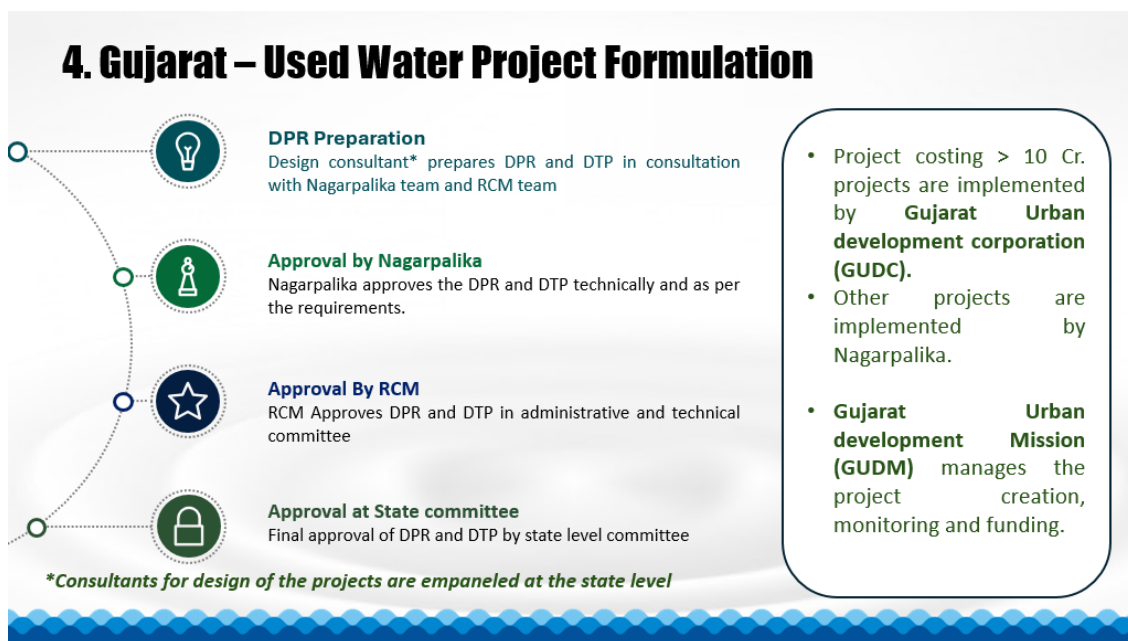 4. Gujarat – Used Water Project Formulation
DPR Preparation
Design consultant* prepares DPR and DTP in consultation
with Nagarpalika team and RCM team
Approval by Nagarpalika
Nagarpalika approves the DPR and DTP technically and as per
the requirements.
Approval By RCM
RCM Approves DPR and DTP in administrative and technical
committee
Approval at State committee
Final approval of DPR and DTP by state level committee
*Consultants for design of the projects are empaneled at the state level
• Project costing > 10 Cr.
projects are implemented
by Gujarat Urban
development corporation
(GUDC).
• Other projects are
implemented by
Nagarpalika.
• Gujarat Urban
development Mission
(GUDM) manages the
project creation,
monitoring and funding.